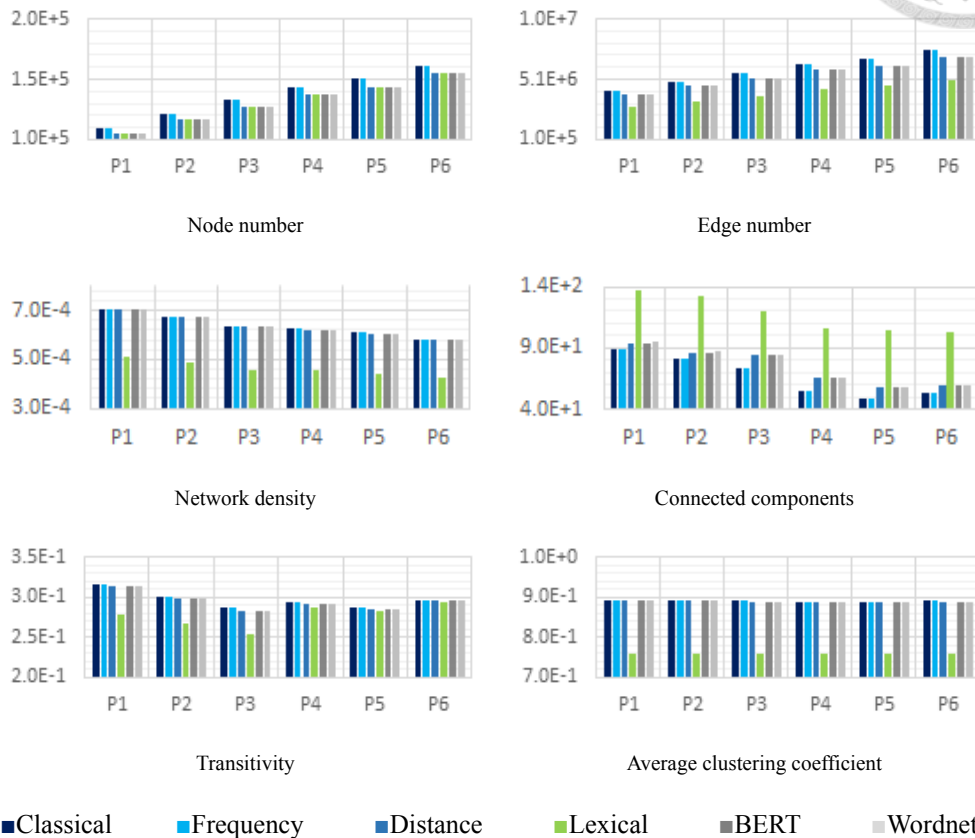 2.0E+5
1.5E+5
1.0E+5
P1 P2 P3 P4 P5 P6
Node number
1.0E+7
5.1E+6
1.0E+5
P1 P2 P3 P4 P5 P6
Edge number
7.0E-4
5.0E-4
3.0E-4
P1 P2 P3 P4 P5 P6
Network density
1.4E+2
9.0E+1
4.0E+1
P1 P2 P3 P4 P5 P6
Connected components
3.5E-1
3.0E-1
2.5E-1
2.0E-1
P1 P2 P3 P4 P5 P6
Transitivity
1.0E+0
9.0E-1
8.0E-1
7.0E-1
P1 P2 P3 P4 P5 P6
Average clustering coefficient
Classical Frequency Distance Lexical BERT Wordnet